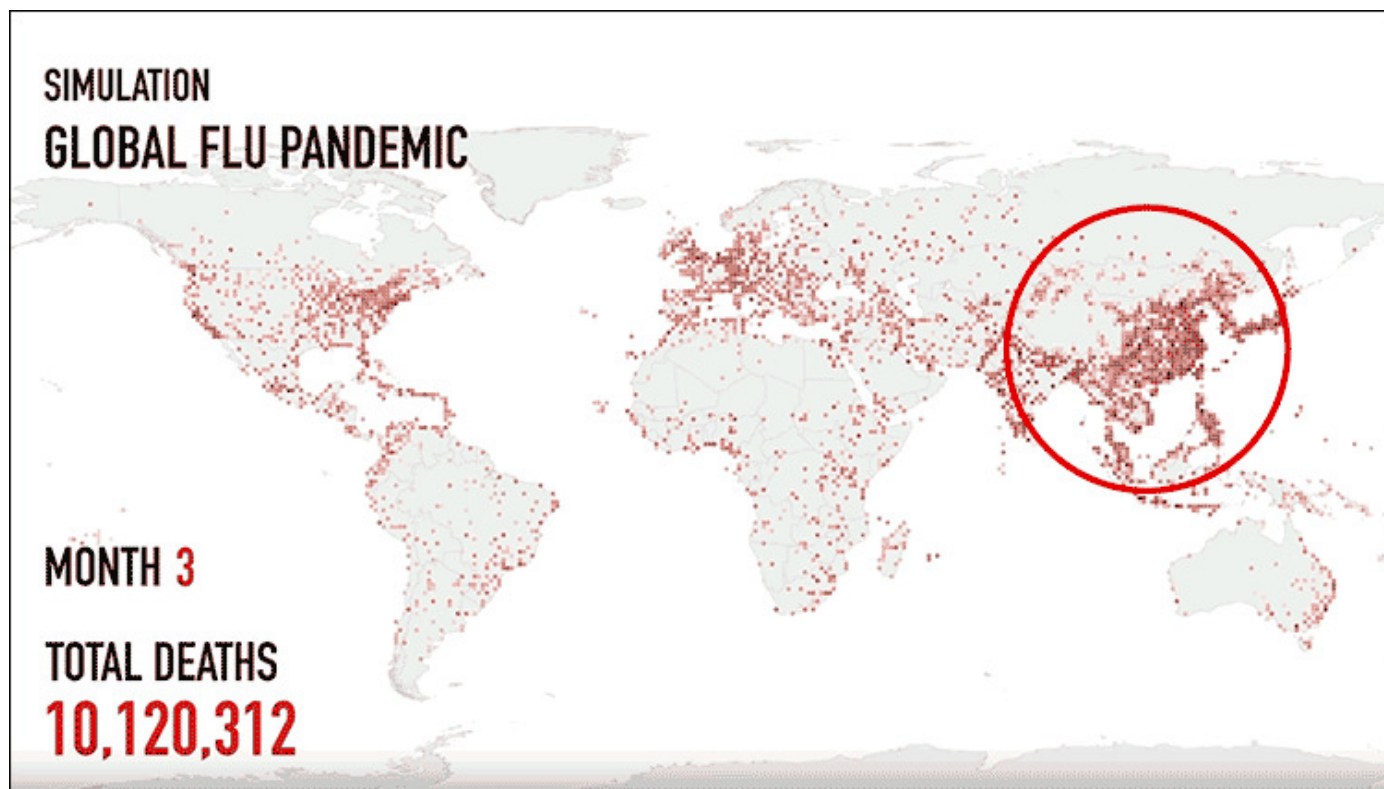 SIMULATION
GLOBAL FLU PANDEMIC
MONTH 3
TOTAL DEATHS
10,120,312